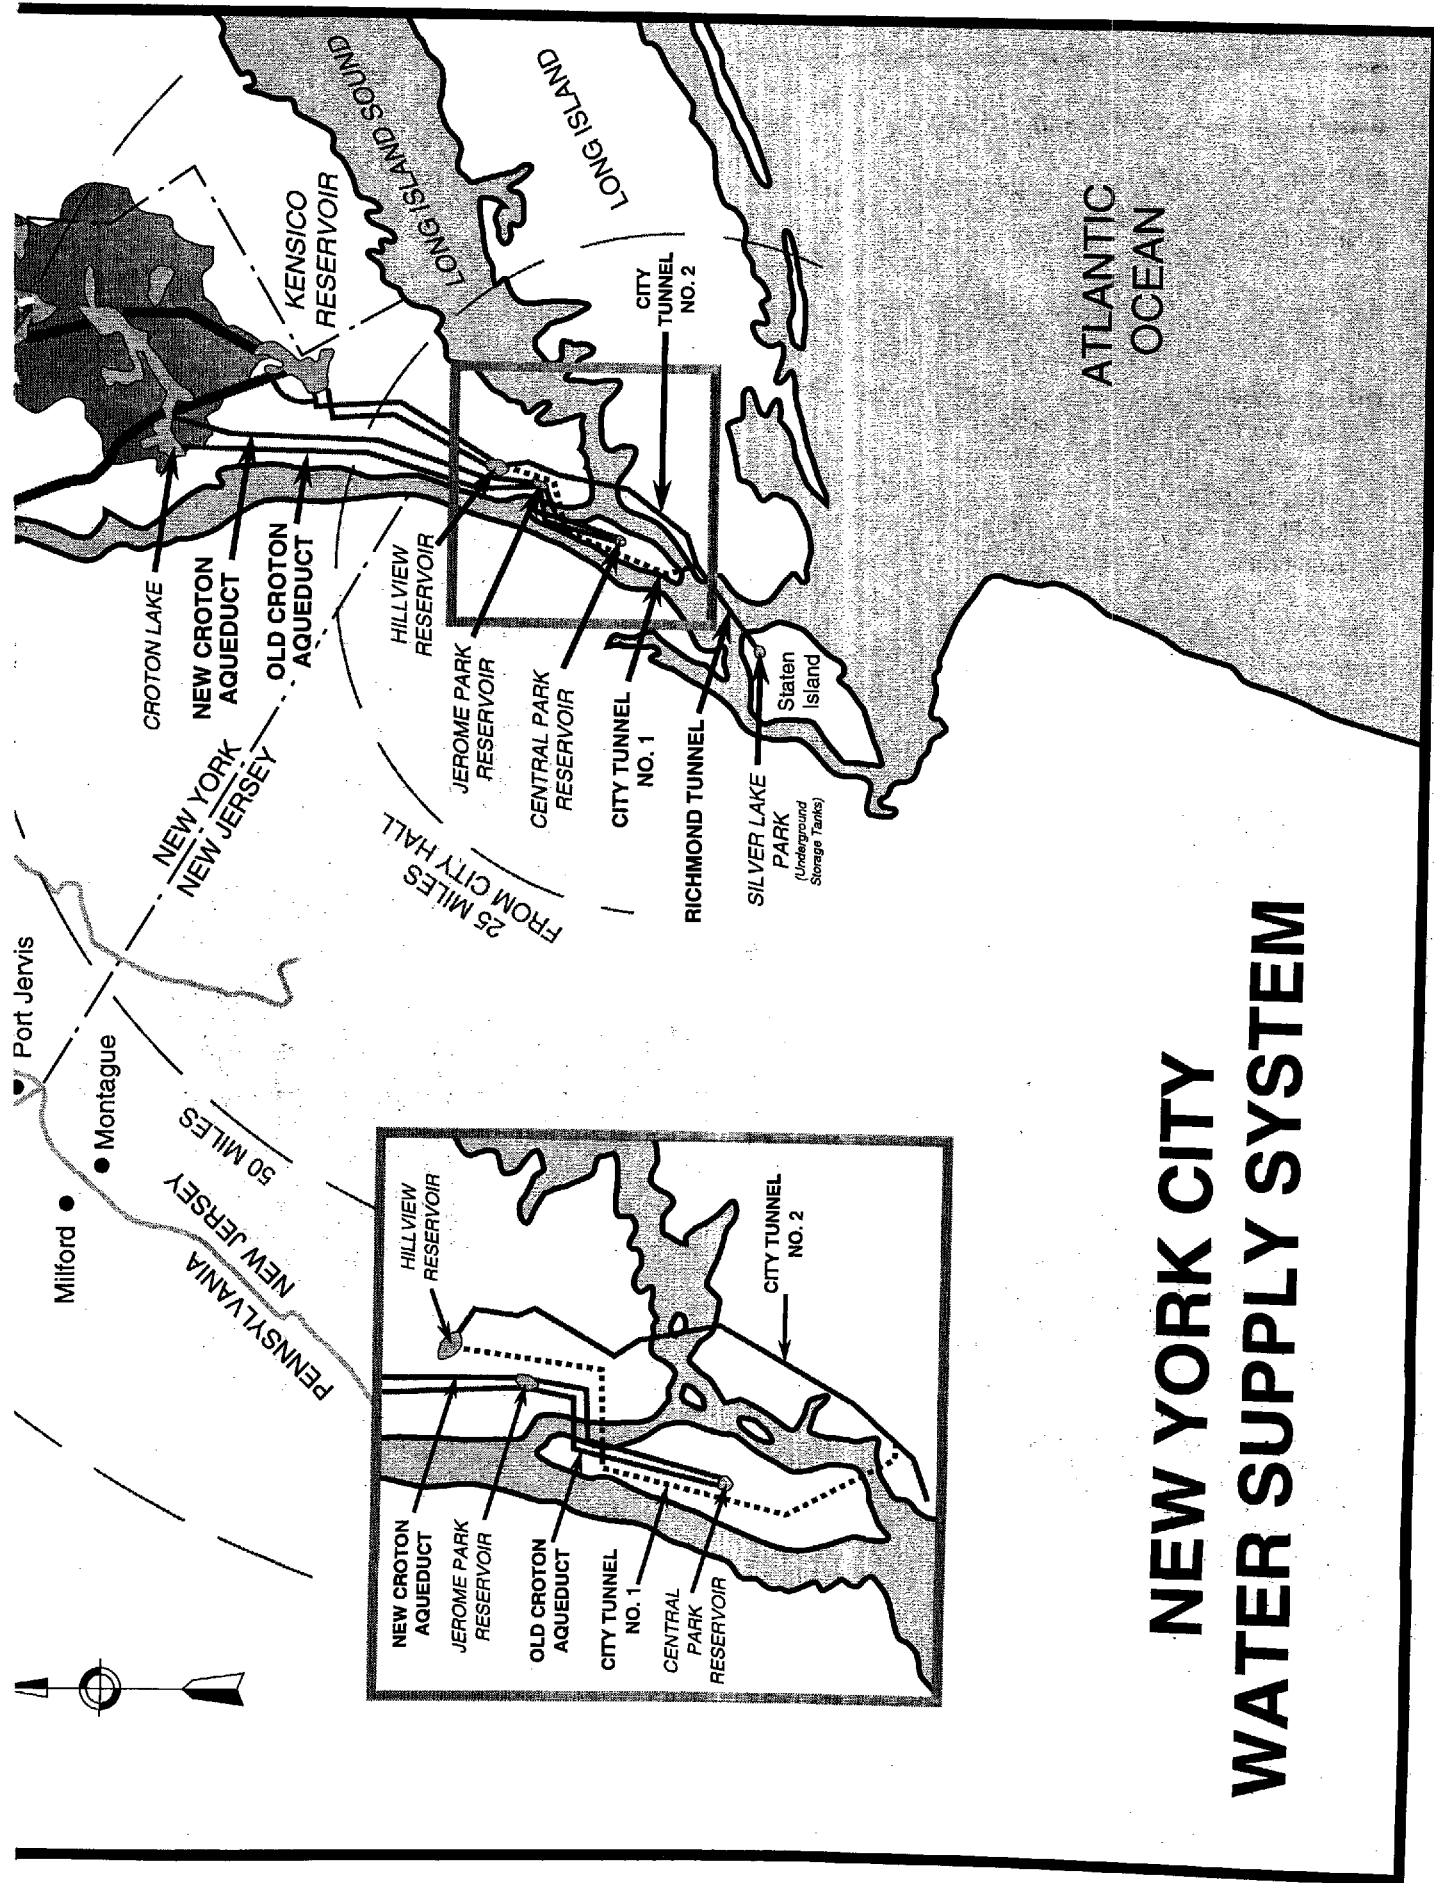 Port Jervis
Montague
Milford
NEW YORK
NEW JERSEY
50 MILES
NEW JERSEY
PENNSYLVANIA
25 MILES
FROM CITY HALL
LONG ISLAND SOUND
LONG ISLAND SOUND
LONG ISLAND
KENSICO
RESERVOIR
CROTON LAKE
NEW CROTON
AQUEDUCT
OLD CROTON
AQUEDUCT
HILLVIEW
RESERVOIR
JEROME PARK
RESERVOIR
CENTRAL PARK
RESERVOIR
CITY TUNNEL
NO. 1
CITY
TUNNEL
NO. 2
RICHMOND TUNNEL
SILVER LAKE
PARK
(Underground
Storage Tanks)
Staten
Island
ATLANTIC
OCEAN
HILLVIEW
RESERVOIR
NEW CROTON
AQUEDUCT
JEROME PARK
RESERVOIR
OLD CROTON
AQUEDUCT
CITY TUNNEL
NO. 1
CENTRAL
PARK
RESERVOIR
CITY TUNNEL
NO. 2
NEW YORK CITY
WATER SUPPLY SYSTEM